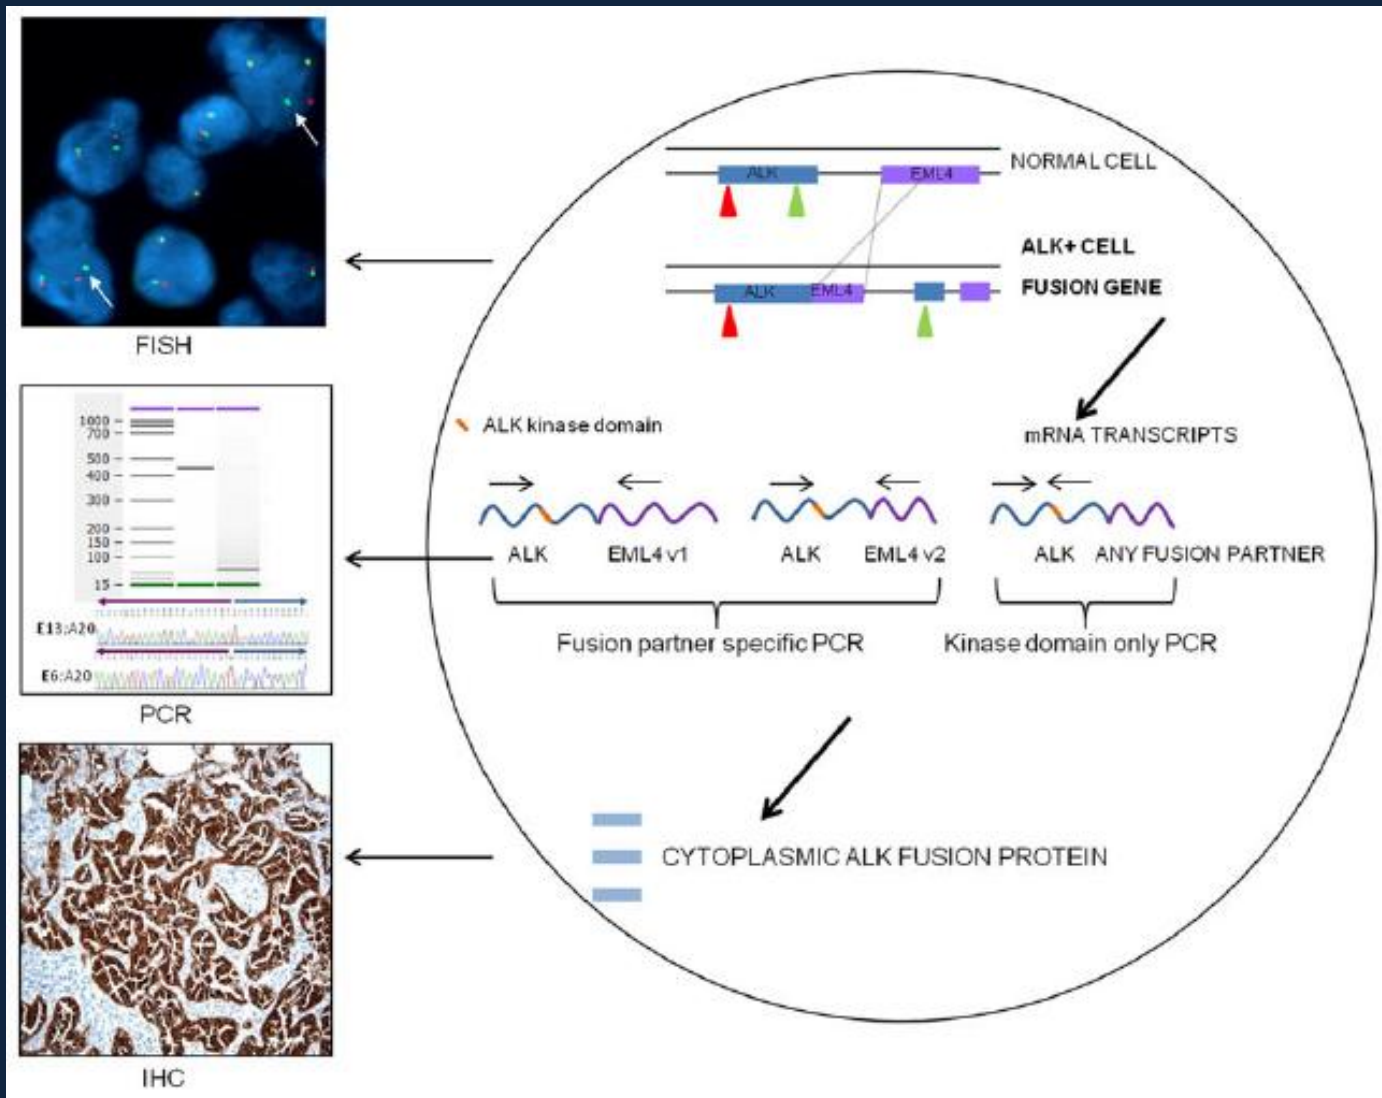 FISH
1000
700
500
400
300
200
150
100
15
E13:A20
E6:A20
PCR
IHC
ALK
EML4
NORMAL CELL
ALK+ CELL
ALK
EML4
FUSION GENE
mRNA TRANSCRIPTS
ALK kinase domain
ALK EML4 v1 ALK EML4 v2 ALK ANY FUSION PARTNER
Fusion partner specific PCR
Kinase domain only PCR
CYTOPLASMIC ALK FUSION PROTEIN